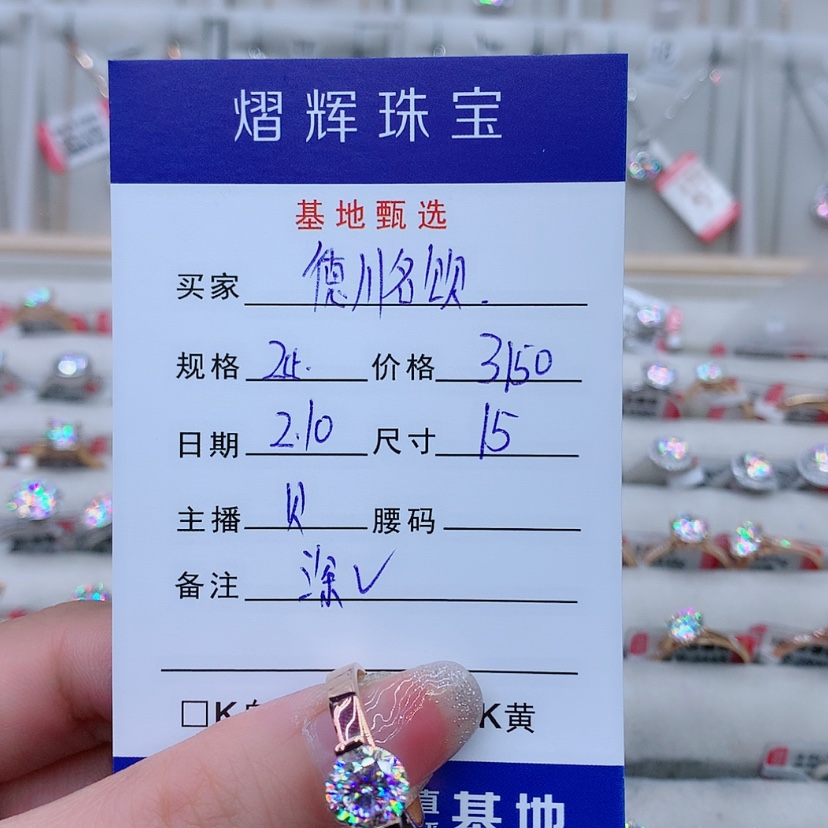 熠辉珠宝
基地甄选
买家 德川名颂.
规格 2ct. 价格 3150
日期 2.10 尺寸 15
主播 贝 腰码
备注 涂V
□K K黄
基地